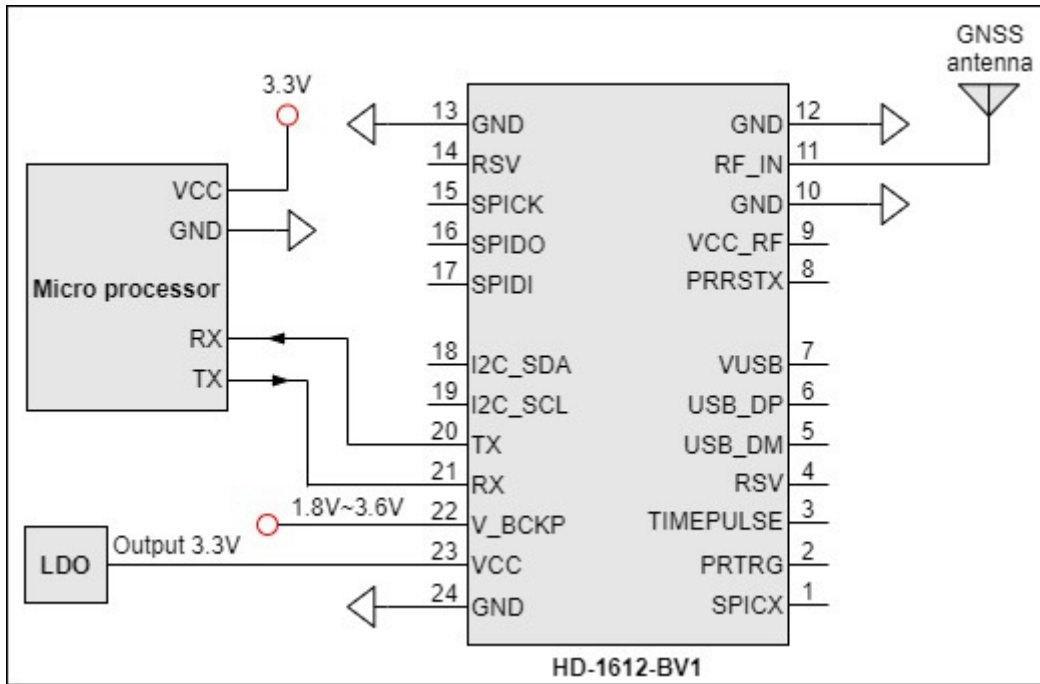 GNSS
antenna
3.3V
VCC
GND
Micro processor
RX
TX
LDO
Output 3.3V
1.8V~3.6V
13 GND
14 RSV
15 SPICK
16 SPIDO
17 SPIDI
18 I2C_SDA
19 I2C_SCL
20 TX
21 RX
22 V_BCKP
23 VCC
24 GND
GND 12
RF_IN 11
GND 10
VCC_RF 9
PRRSTX 8
VUSB 7
USB_DP 6
USB_DM 5
RSV 4
TIMEPULSE 3
PRTRG 2
SPICX 1
HD-1612-BV1